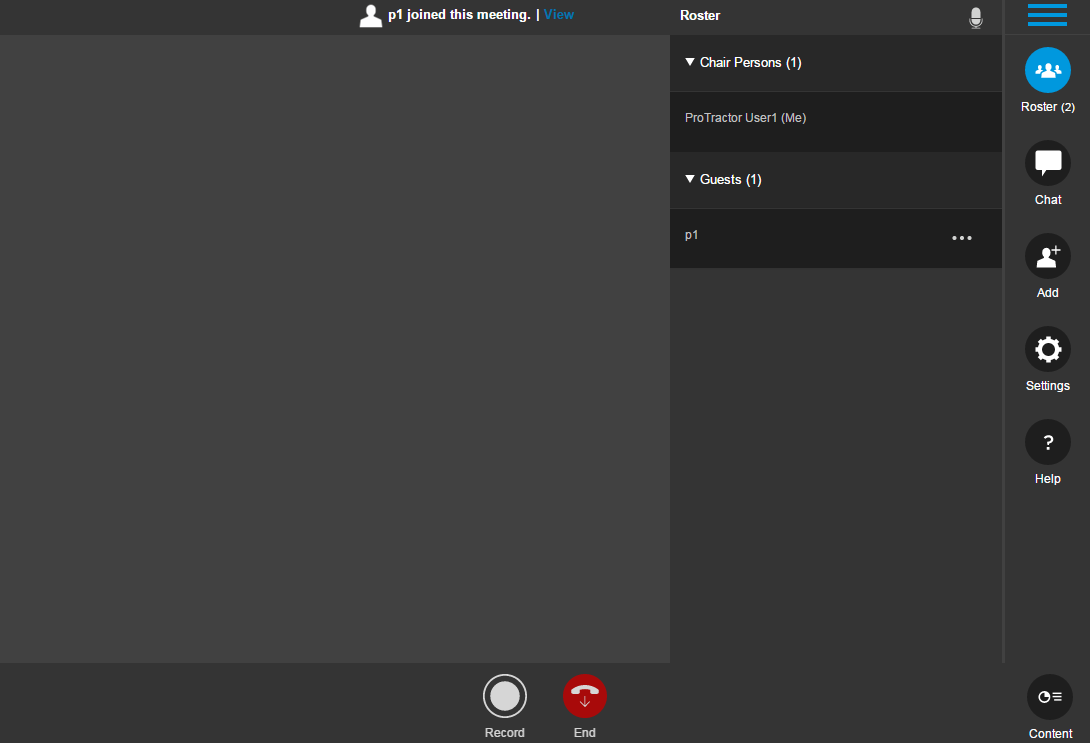 p1 joined this meeting. | View
Roster
▼ Chair Persons (1)
Roster (2)
ProTractor User1 (Me)
▼ Guests (1)
Chat
p1
Add
Settings
?
Help
Record
End
Content